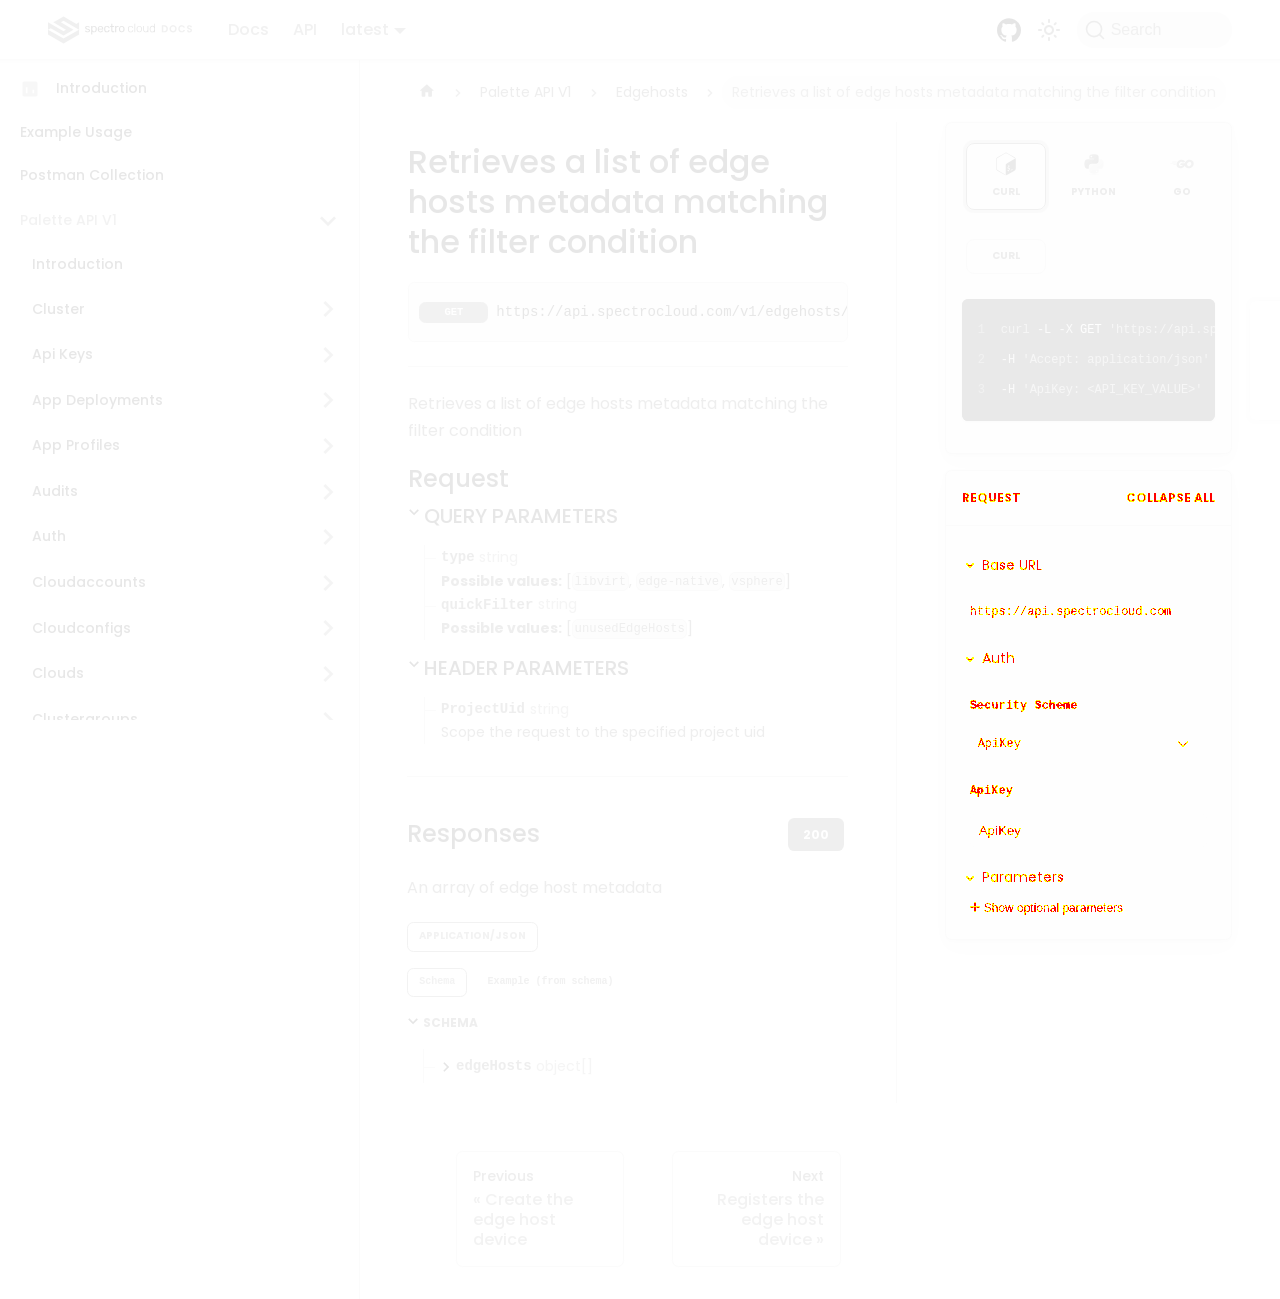 spectro cloud DOCS
Docs
API
latest
Search
Introduction
Example Usage
Postman Collection
Palette API V1
Introduction
Cluster
Api Keys
App Deployments
App Profiles
Audits
Auth
Cloudaccounts
Cloudconfigs
Clouds
Clustergroups
Palette API V1
Edgehosts
Retrieves a list of edge hosts metadata matching the filter condition
Retrieves a list of edge
hosts metadata matching
the filter condition
GET https://api.spectrocloud.com/v1/edgehosts/
Retrieves a list of edge hosts metadata matching the
filter condition
Request
QUERY PARAMETERS
type string
Possible values: [libvirt, edge-native, vsphere]
quickFilter string
Possible values: [unusedEdgeHosts]
HEADER PARAMETERS
ProjectUid string
Scope the request to the specified project uid
Responses
200
An array of edge host metadata
APPLICATION/JSON
Schema
Example (from schema)
SCHEMA
edgeHosts object[]
Previous
« Create the
edge host
device
Next
Registers the
edge host
device »
CURL
PYTHON
GO
CURL
1 curl -L -X GET 'https://api.sp
2 -H 'Accept: application/json'
3 -H 'ApiKey: <API_KEY_VALUE>'
REQUEST
COLLAPSE ALL
Base URL
https://api.spectrocloud.com
Auth
Security Scheme
ApiKey
ApiKey
ApiKey
Parameters
Show optional parameters